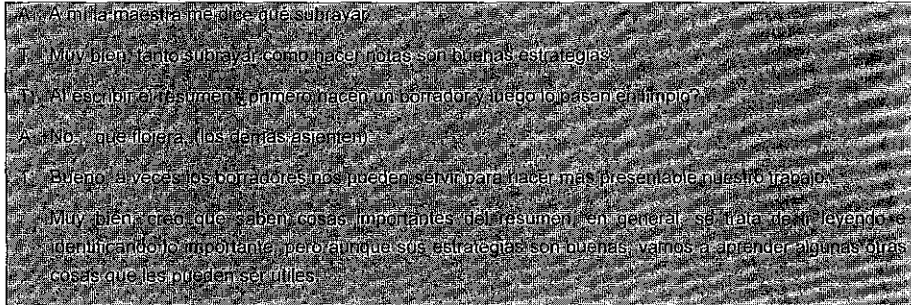 A: A mí la maestra me dice que subrayar.
T: Muy bien, tanto subrayar como hacer notas son buenas estrategias.
T: Al escribir el resumen ¿ primero hacen un borrador y luego lo pasan en limpio?
A: No... que flojera. (los demás asienten).
T: Bueno, a veces los borradores nos pueden servir para hacer más presentable nuestro trabajo.
Muy bien, creo que saben cosas importantes del resumen, en general, se trata de ir leyendo e
identificando lo importante, pero aunque sus estrategias son buenas, vamos a aprender algunas otras
cosas que les pueden ser útiles